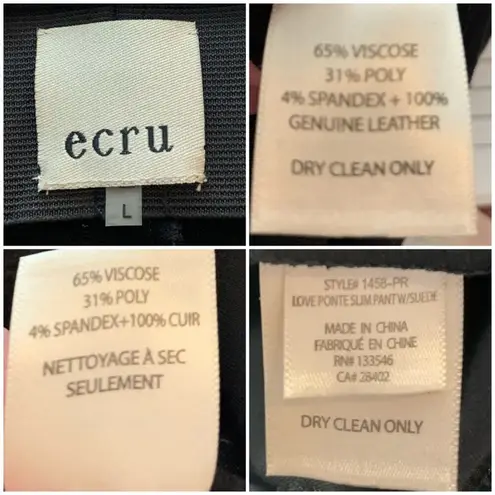 ecru
L
65% VISCOSE
31% POLY
4% SPANDEX + 100%
GENUINE LEATHER
DRY CLEAN ONLY
65% VISCOSE
31% POLY
4% SPANDEX+100% CUIR
NETTOYAGE À SEC
SEULEMENT
STYLE# 1458-PR
LOVE PONTE SLIM PANT W/SUEDE
MADE IN CHINA
FABRIQUÉ EN CHINE
RN# 133546
CA# 28402
DRY CLEAN ONLY